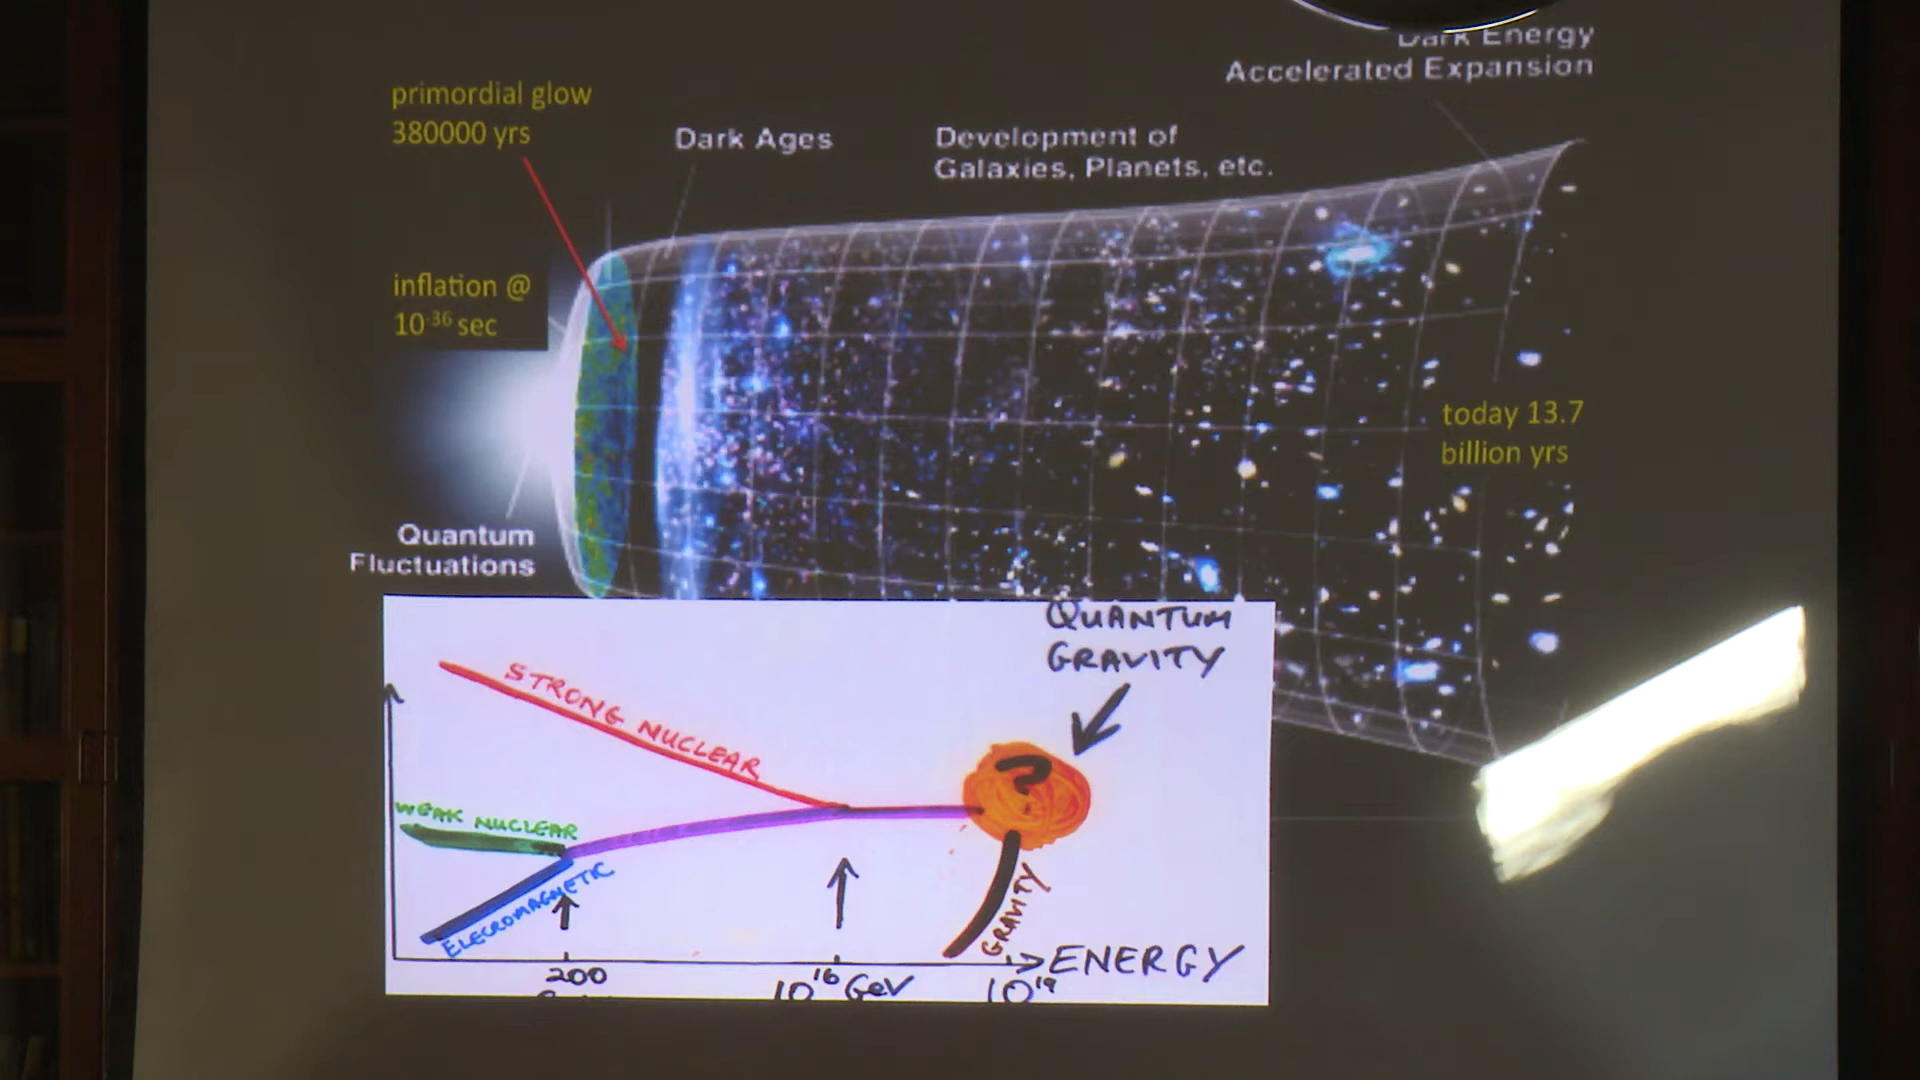 Dark Energy
Accelerated Expansion
primordial glow
380000 yrs
Dark Ages
Development of
Galaxies, Planets, etc.
inflation @
10-36 sec
today 13.7
billion yrs
Quantum
Fluctuations
QUANTUM
GRAVITY
STRONG NUCLEAR
?
WEAK NUCLEAR
ELECROMAGNETIC
GRAVITY
ENERGY
200
1016 GeV
1019